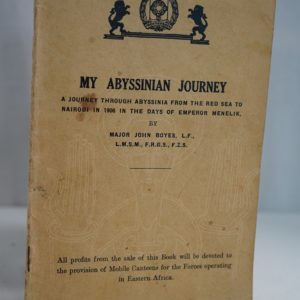 MY ABYSSINIAN JOURNEY
A JOURNEY THROUGH ABYSSINIA FROM THE RED SEA TO
NAIROBI IN 1906 IN THE DAYS OF EMPEROR MENELIK,
BY
MAJOR JOHN BOYES, L.F.,
L.M.S.M., F.R.G.S., F.Z.S.
All profits from the sale of this Book will be devoted to
the provision of Mobile Canteens for the Forces operating
in Eastern Africa.